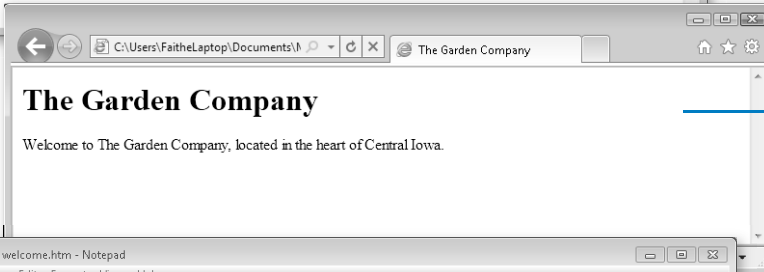 C:\Users\FaitheLaptop\Documents\
The Garden Company
The Garden Company
Welcome to The Garden Company, located in the heart of Central Iowa.
welcome.htm - Notepad